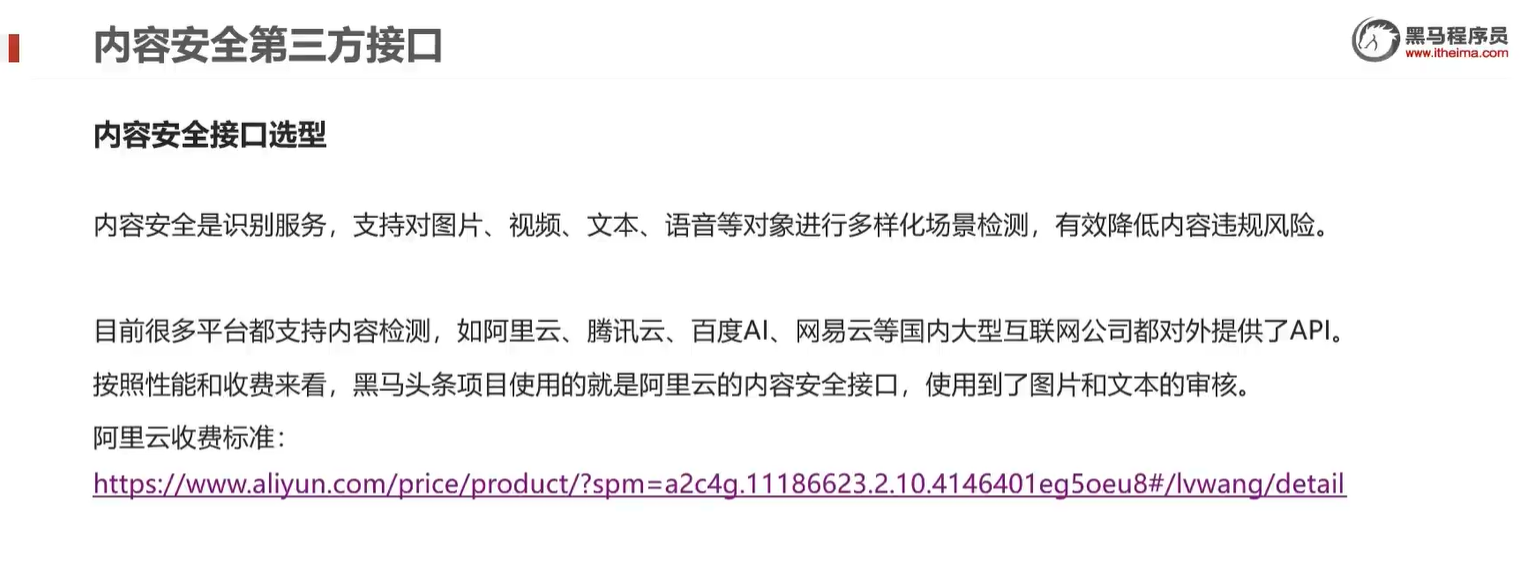 内容安全第三方接口
黑马程序员
www.itheima.com
内容安全接口选型
内容安全是识别服务，支持对图片、视频、文本、语音等对象进行多样化场景检测，有效降低内容违规风险。
目前很多平台都支持内容检测，如阿里云、腾讯云、百度AI、网易云等国内大型互联网公司都对外提供了API。
按照性能和收费来看，黑马头条项目使用的就是阿里云的内容安全接口，使用到了图片和文本的审核。
阿里云收费标准：
https://www.aliyun.com/price/product/?spm=a2c4g.11186623.2.10.4146401eg5oeu8#/lvwang/detail